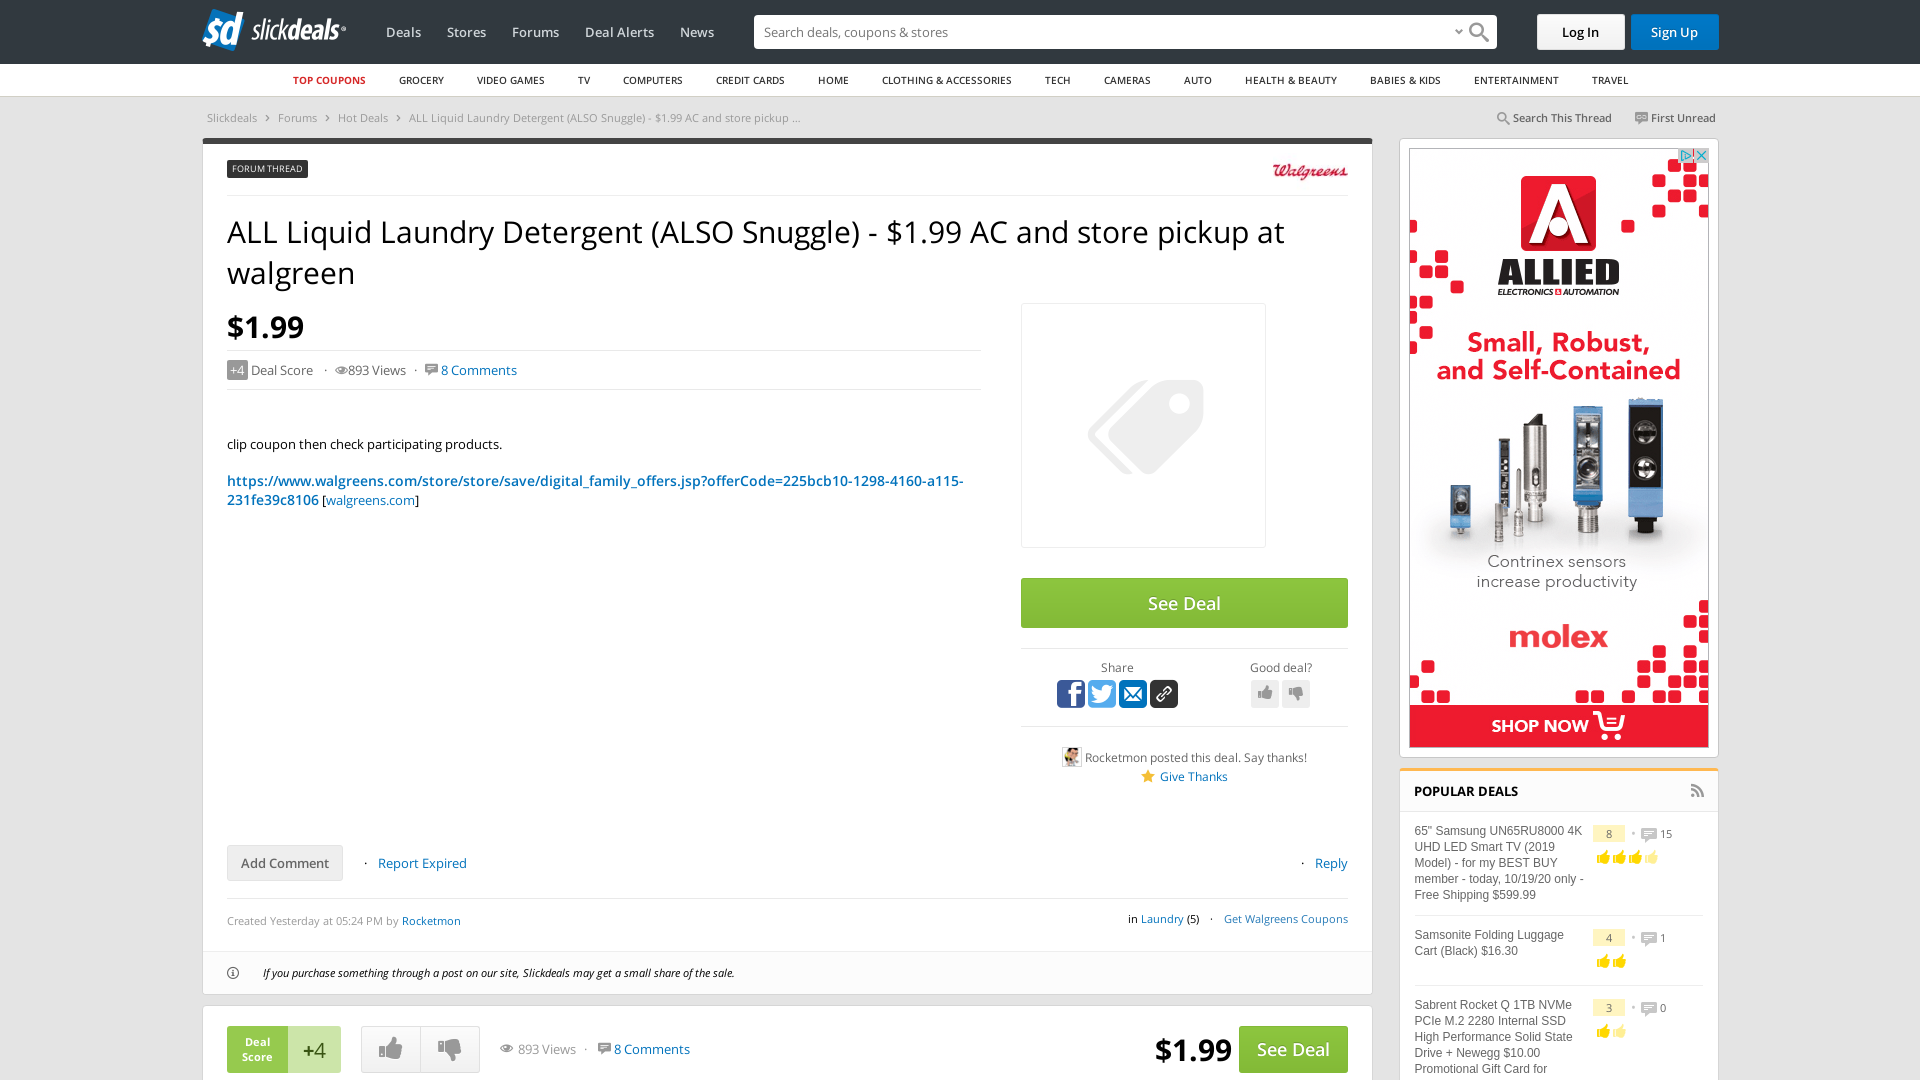 slickdeals
Deals
Stores
Forums
Deal Alerts
News
Search deals, coupons & stores
Log In
Sign Up
TOP COUPONS
GROCERY
VIDEO GAMES
TV
COMPUTERS
CREDIT CARDS
HOME
CLOTHING & ACCESSORIES
TECH
CAMERAS
AUTO
HEALTH & BEAUTY
BABIES & KIDS
ENTERTAINMENT
TRAVEL
Slickdeals > Forums > Hot Deals > ALL Liquid Laundry Detergent (ALSO Snuggle) - $1.99 AC and store pickup ...
Search This Thread
First Unread
FORUM THREAD
Walgreens
ALL Liquid Laundry Detergent (ALSO Snuggle) - $1.99 AC and store pickup at
walgreen
$1.99
+4 Deal Score · 893 Views · 8 Comments
clip coupon then check participating products.
https://www.walgreens.com/store/store/save/digital_family_offers.jsp?offerCode=225bcb10-1298-4160-a115-
231fe39c8106 [walgreens.com]
See Deal
Share
Good deal?
Rocketmon posted this deal. Say thanks!
Give Thanks
Add Comment · Report Expired
· Reply
Created Yesterday at 05:24 PM by Rocketmon
in Laundry (5) · Get Walgreens Coupons
If you purchase something through a post on our site, Slickdeals may get a small share of the sale.
Deal
Score
+4
893 Views · 8 Comments
$1.99
See Deal
ALLIED
ELECTRONICS & AUTOMATION
Small, Robust,
and Self-Contained
Contrinex sensors
increase productivity
molex
SHOP NOW
POPULAR DEALS
65" Samsung UN65RU8000 4K
UHD LED Smart TV (2019
Model) - for my BEST BUY
member - today, 10/19/20 only -
Free Shipping $599.99
8 · 15
Samsonite Folding Luggage
Cart (Black) $16.30
4 · 1
Sabrent Rocket Q 1TB NVMe
PCIe M.2 2280 Internal SSD
High Performance Solid State
Drive + Newegg $10.00
Promotional Gift Card for
3 · 0